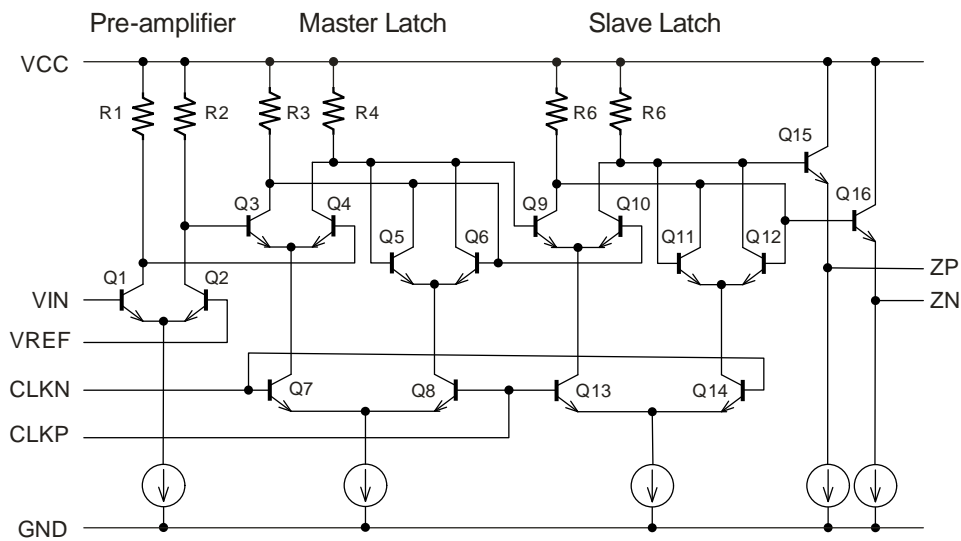 Pre-amplifier Master Latch Slave Latch
VCC
R1 R2 R3 R4 R6 R6
Q15
Q3 Q4 Q9 Q10 Q16
Q5 Q6 Q11 Q12
Q1 Q2
ZP
VIN ZN
VREF
CLKN Q7 Q8 Q13 Q14
CLKP
GND